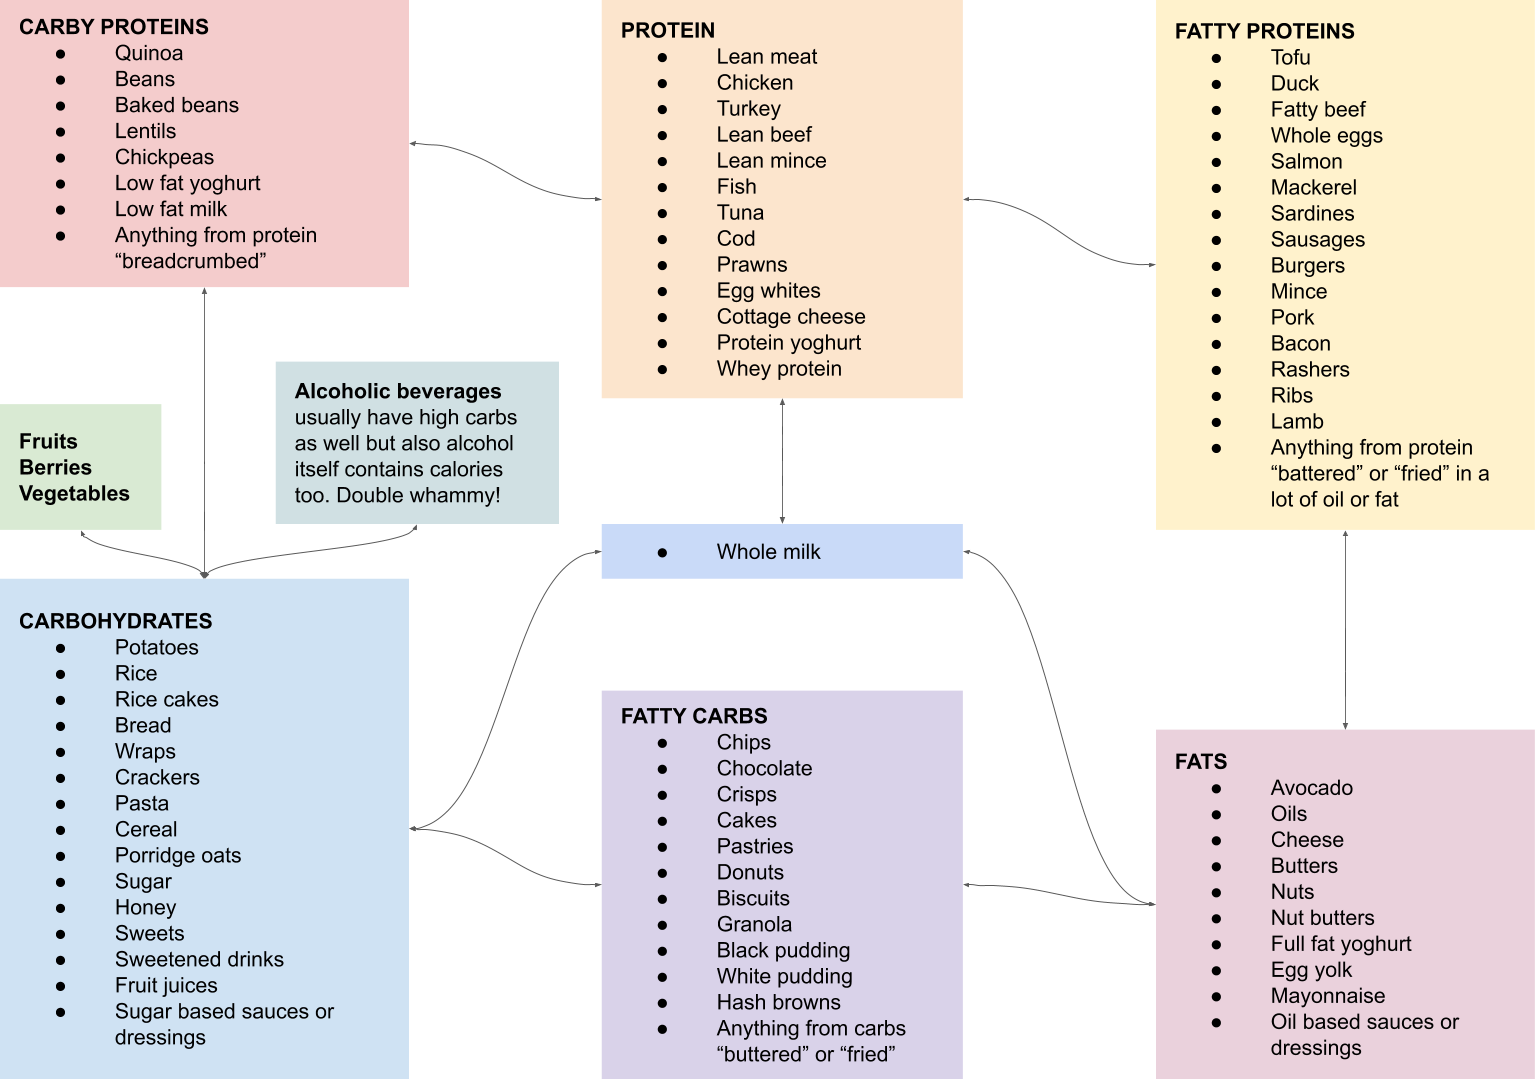 CARBY PROTEINS
● Quinoa
● Beans
● Baked beans
● Lentils
● Chickpeas
● Low fat yoghurt
● Low fat milk
● Anything from protein
“breadcrumbed”
PROTEIN
● Lean meat
● Chicken
● Turkey
● Lean beef
● Lean mince
● Fish
● Tuna
● Cod
● Prawns
● Egg whites
● Cottage cheese
● Protein yoghurt
● Whey protein
FATTY PROTEINS
● Tofu
● Duck
● Fatty beef
● Whole eggs
● Salmon
● Mackerel
● Sardines
● Sausages
● Burgers
● Mince
● Pork
● Bacon
● Rashers
● Ribs
● Lamb
● Anything from protein
“battered” or “fried” in a
lot of oil or fat
Fruits
Berries
Vegetables
Alcoholic beverages
usually have high carbs
as well but also alcohol
itself contains calories
too. Double whammy!
● Whole milk
CARBOHYDRATES
● Potatoes
● Rice
● Rice cakes
● Bread
● Wraps
● Crackers
● Pasta
● Cereal
● Porridge oats
● Sugar
● Honey
● Sweets
● Sweetened drinks
● Fruit juices
● Sugar based sauces or
dressings
FATTY CARBS
● Chips
● Chocolate
● Crisps
● Cakes
● Pastries
● Donuts
● Biscuits
● Granola
● Black pudding
● White pudding
● Hash browns
● Anything from carbs
“buttered” or “fried”
FATS
● Avocado
● Oils
● Cheese
● Butters
● Nuts
● Nut butters
● Full fat yoghurt
● Egg yolk
● Mayonnaise
● Oil based sauces or
dressings